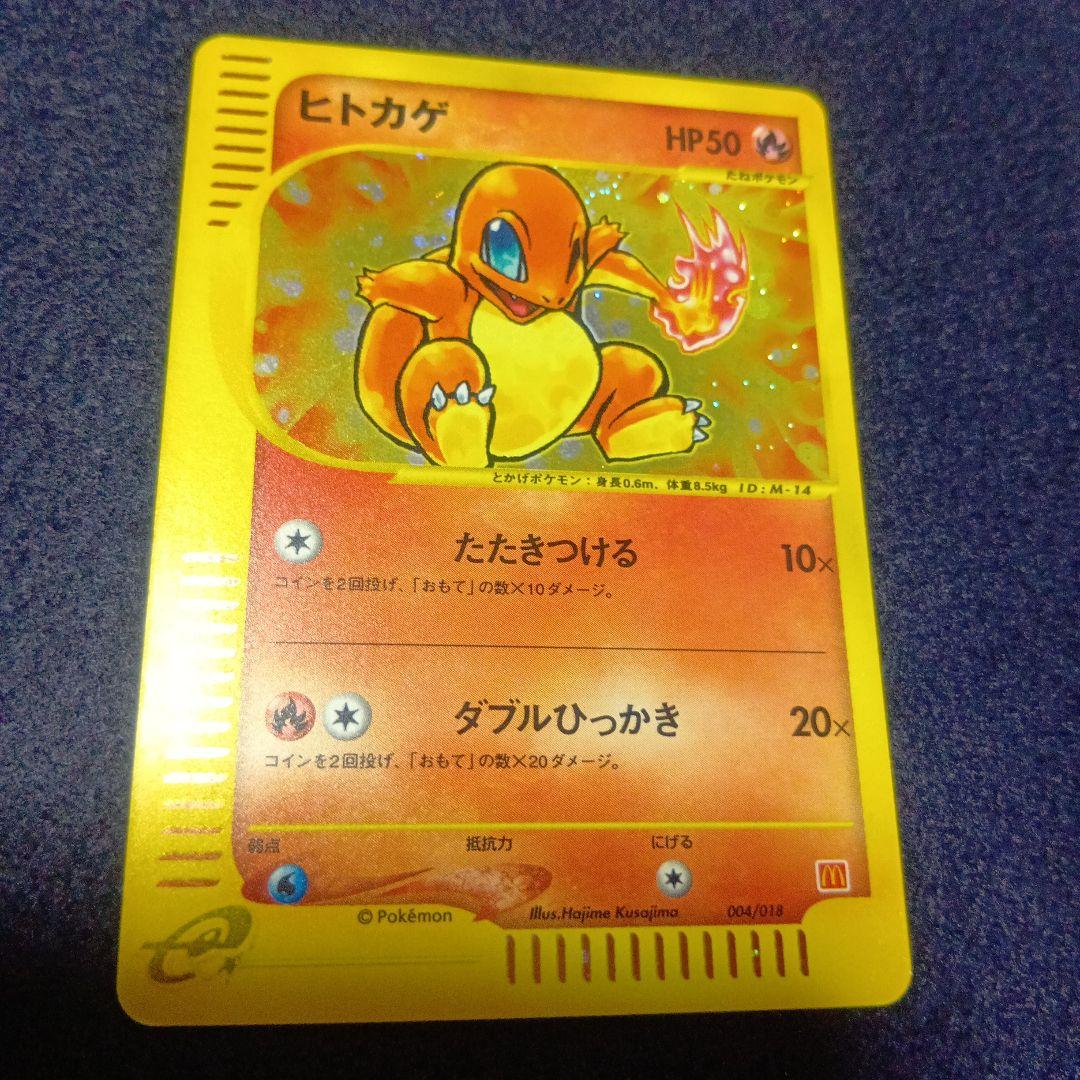 ヒトカゲ
HP50
たねポケモン
とかげポケモン：身長0.6m、体重8.5kg ID:M-14
たたきつける 10×
コインを2回投げ、「おもて」の数×10ダメージ。
ダブルひっかき 20×
コインを2回投げ、「おもて」の数×20ダメージ。
弱点 抵抗力 にげる
© Pokémon Illus.Hajime Kusajima 004/018
e